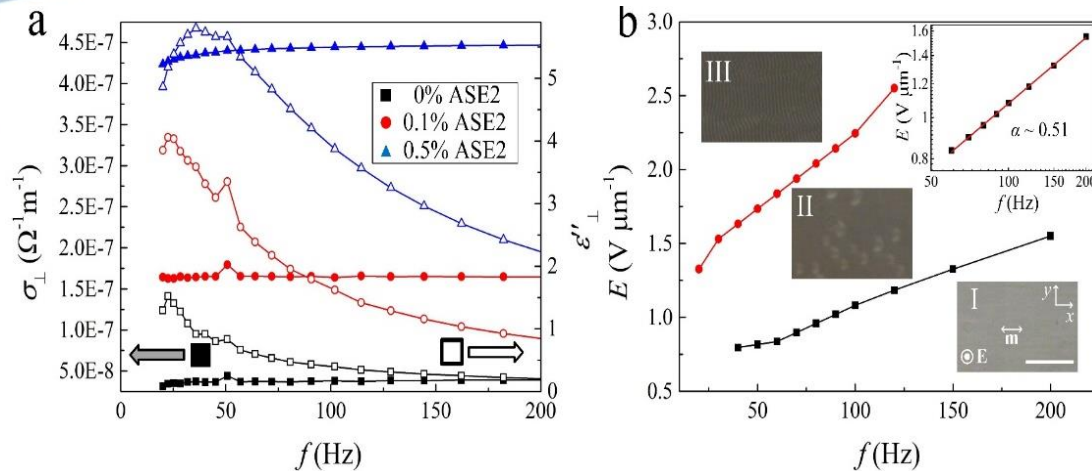 a
4.5E-7
4.0E-7
3.5E-7
3.0E-7
2.5E-7
2.0E-7
1.5E-7
1.0E-7
5.0E-8
σ⊥ (Ω⁻¹m⁻¹)
0% ASE2
0.1% ASE2
0.5% ASE2
5
4
3
2
1
0
ε″⊥
0 50 100 150 200
f (Hz)
b
3.0
2.5
2.0
1.5
1.0
0.5
E (V μm⁻¹)
III
II
I
y
x
m
E
50 100 150 200
f (Hz)
1.6
1.4
1.2
1
0.8
E (V μm⁻¹)
α ~ 0.51
50 100 150 200
f (Hz)